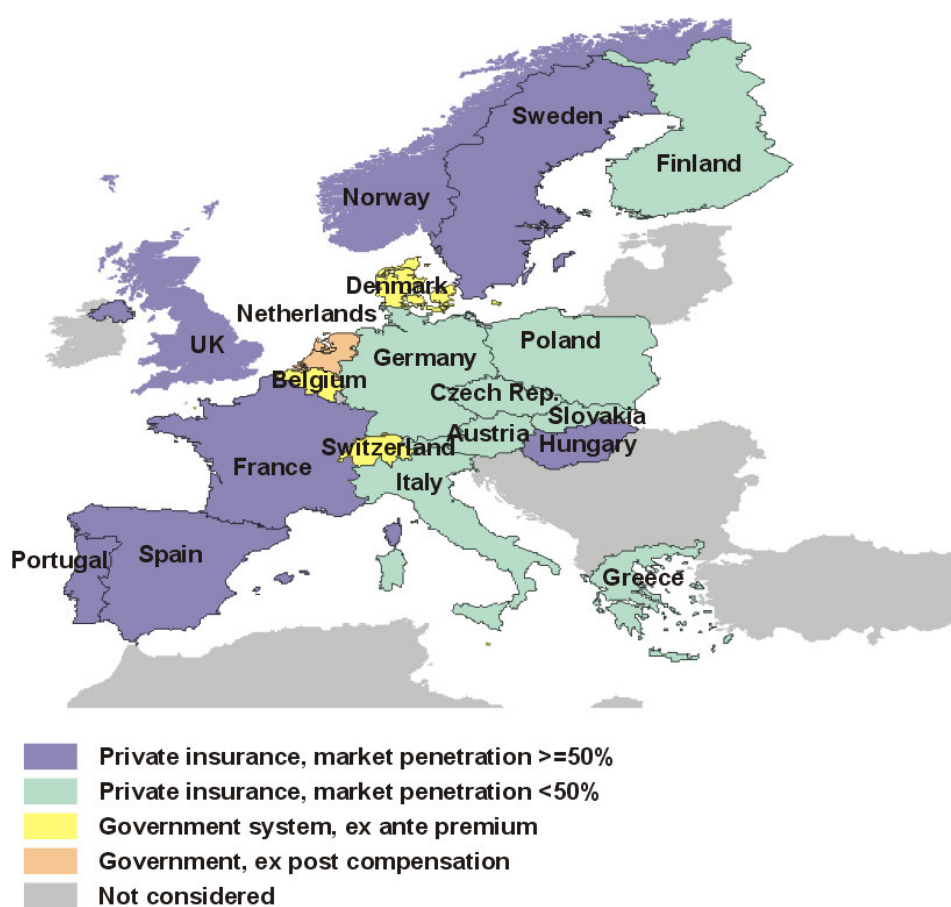 Sweden
Finland
Norway
Denmark
Netherlands
UK
Germany
Poland
Belgium
Czech Rep.
Slovakia
Austria
Switzerland
Hungary
France
Italy
Portugal
Spain
Greece
Private insurance, market penetration >=50%
Private insurance, market penetration <50%
Government system, ex ante premium
Government, ex post compensation
Not considered